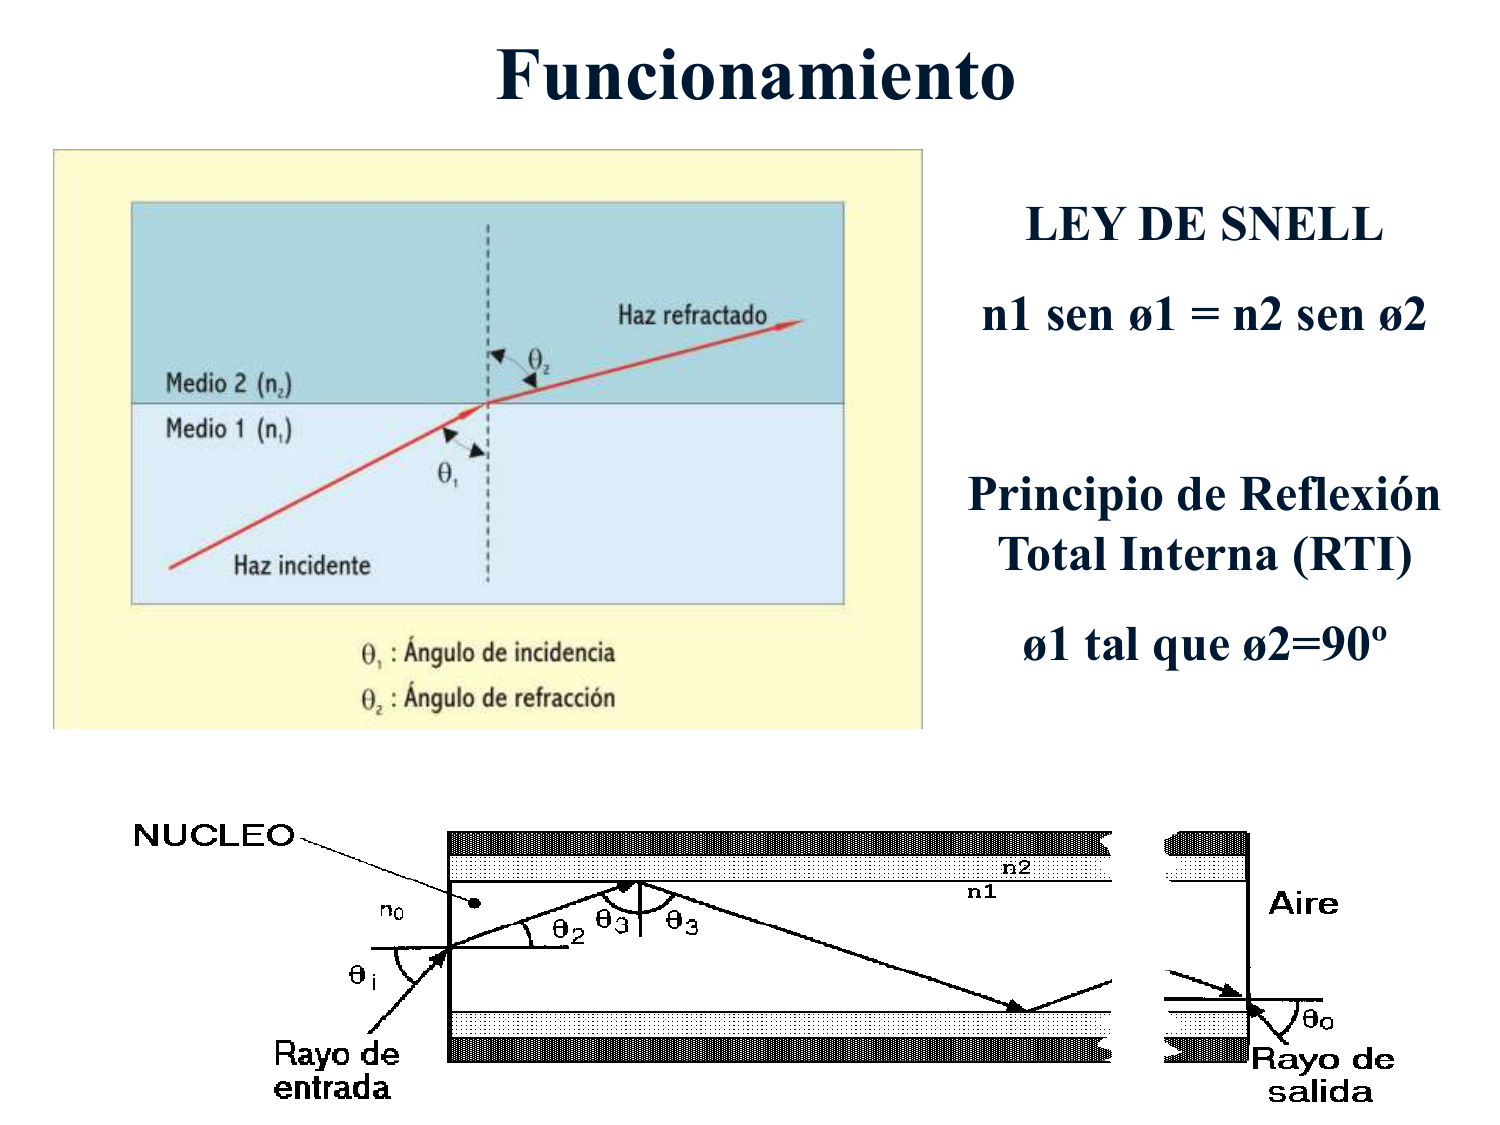 Funcionamiento
Haz refractado
θ2
Medio 2 (n2)
Medio 1 (n1)
θ1
Haz incidente
θ1 : Ángulo de incidencia
θ2 : Ángulo de refracción
LEY DE SNELL
n1 sen ø1 = n2 sen ø2
Principio de Reflexión
Total Interna (RTI)
ø1 tal que ø2=90º
NUCLEO
n2
n1
n0
Aire
θ2
θ3
θ3
θi
θo
Rayo de
entrada
Rayo de
salida